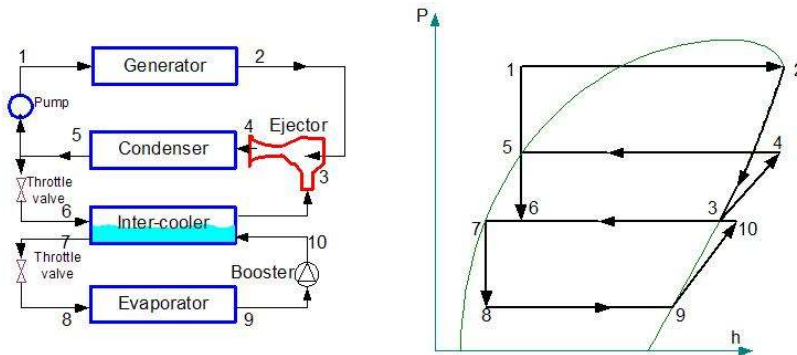 1
Generator
2
Pump
5
Condenser
4
Ejector
3
Throttle
valve
6
Inter-cooler
7
Throttle
valve
10
Booster
8
Evaporator
9
P
1
2
5
4
7
6
3
10
8
9
h